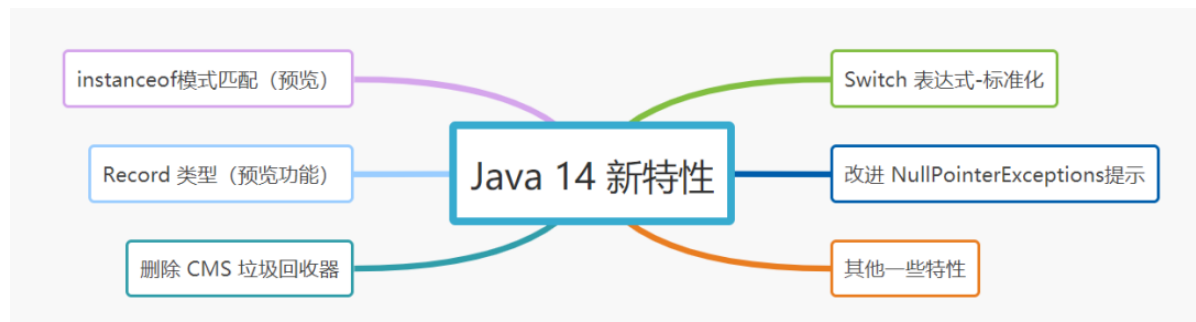 instanceof模式匹配（预览）
Switch 表达式-标准化
Record 类型（预览功能）
Java 14 新特性
改进 NullPointerExceptions提示
删除 CMS 垃圾回收器
其他一些特性